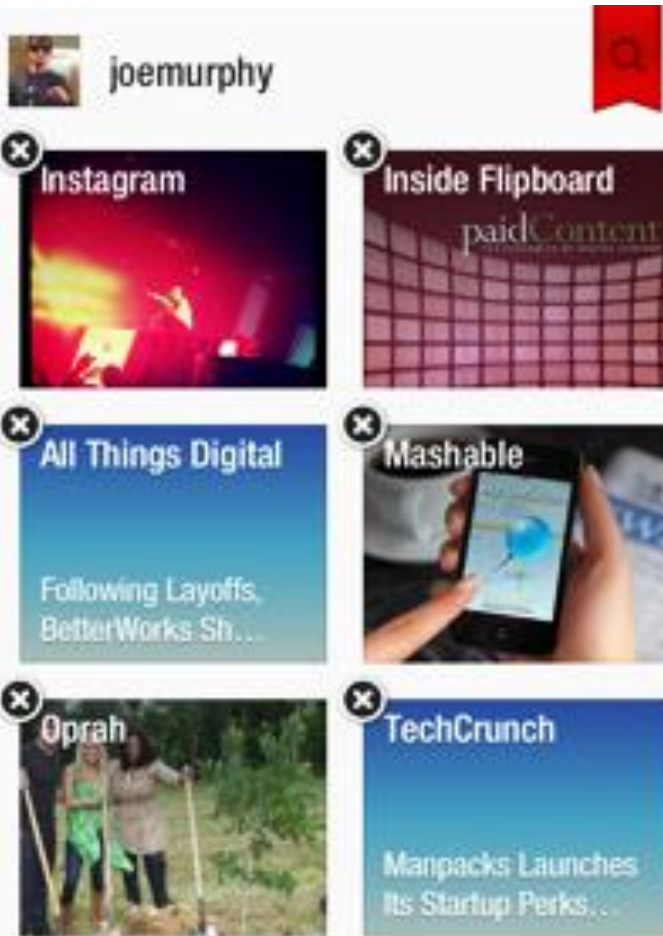 joemurphy
Instagram
Inside Flipboard
paidContent
All Things Digital
Following Layoffs,
BetterWorks Sh...
Mashable
Oprah
TechCrunch
Manpacks Launches
Its Startup Perks...